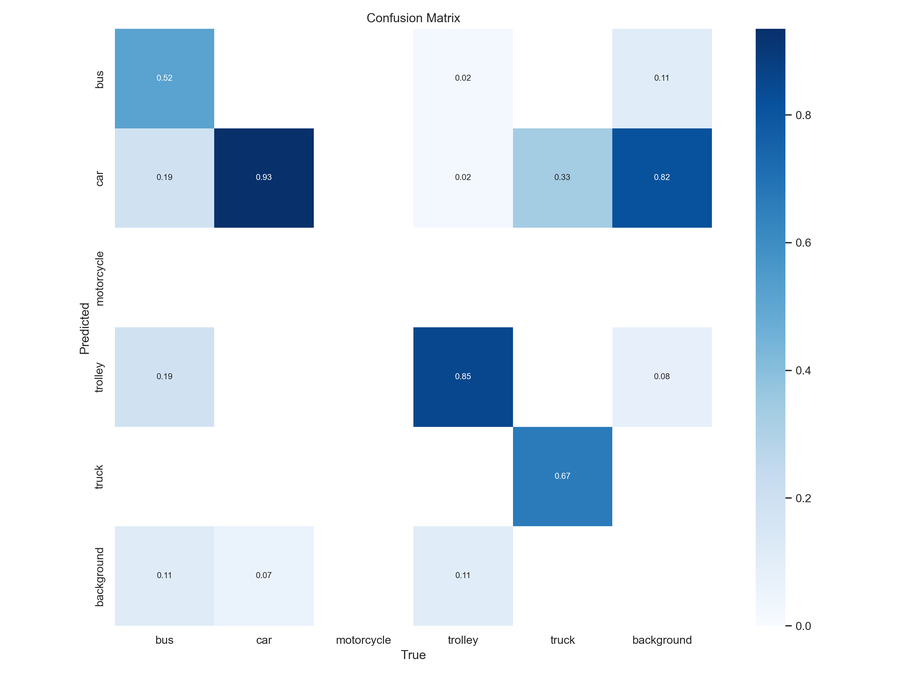 Confusion Matrix
bus
0.52
0.02
0.11
car
0.19
0.93
0.02
0.33
0.82
motorcycle
trolley
0.19
0.85
0.08
truck
0.67
background
0.11
0.07
0.11
Predicted
bus
car
motorcycle
trolley
truck
background
True
0.8
0.6
0.4
0.2
0.0